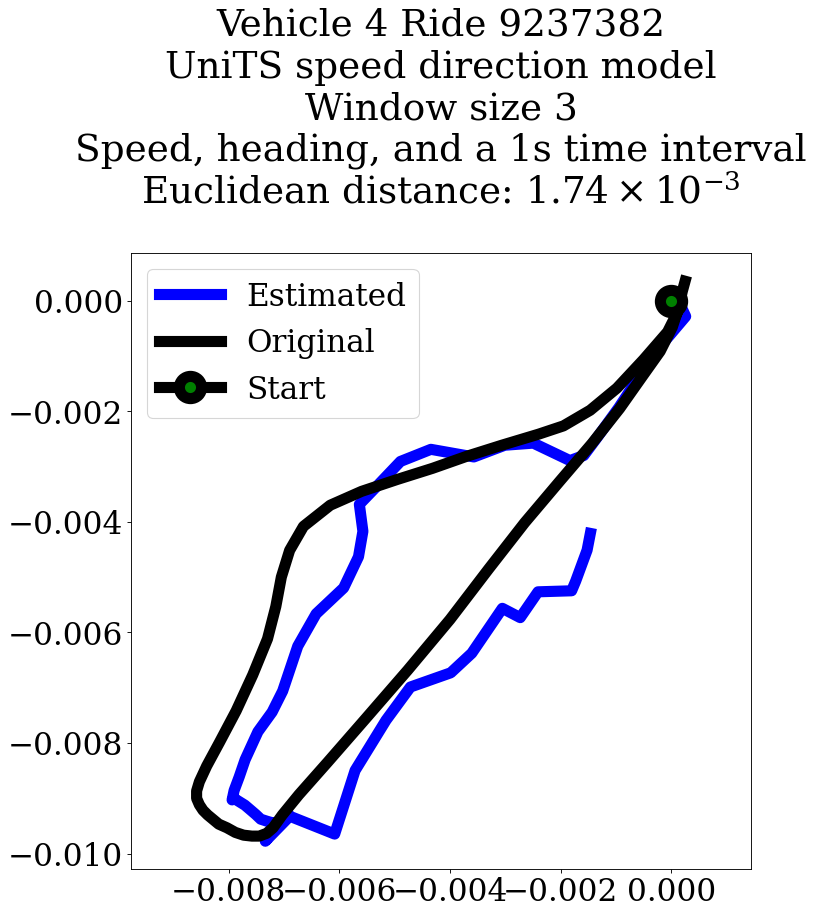 Vehicle 4 Ride 9237382
UniTS speed direction model
Window size 3
Speed, heading, and a 1s time interval
Euclidean distance: 1.74 × 10⁻³
Estimated
Original
Start
0.000
−0.002
−0.004
−0.006
−0.008
−0.010
−0.008 −0.006 −0.004 −0.002 0.000